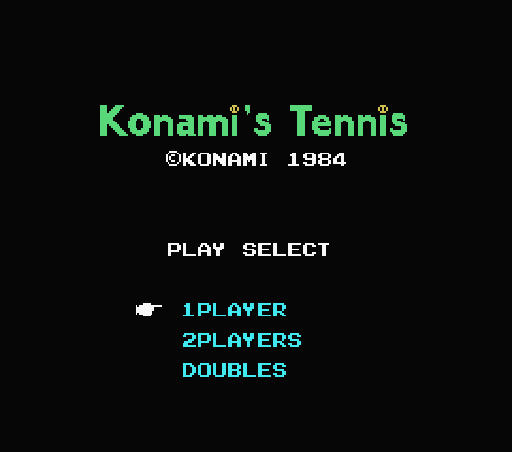 Konami's Tennis
©KONAMI 1984
PLAY SELECT
1PLAYER
2PLAYERS
DOUBLES